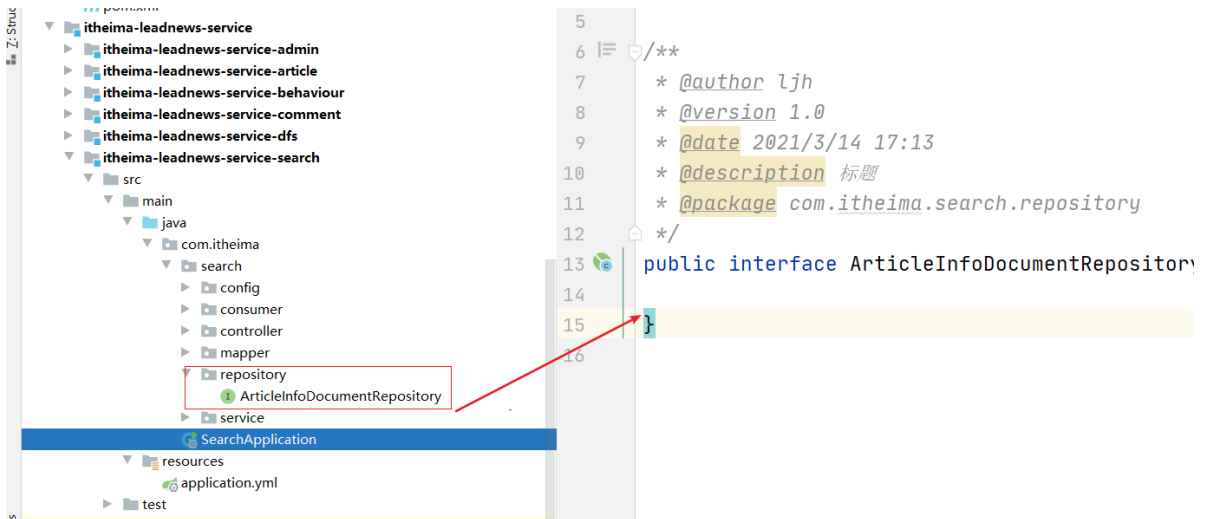 Z: Struc
pom.xml
itheima-leadnews-service
itheima-leadnews-service-admin
itheima-leadnews-service-article
itheima-leadnews-service-behaviour
itheima-leadnews-service-comment
itheima-leadnews-service-dfs
itheima-leadnews-service-search
src
main
java
com.itheima
search
config
consumer
controller
mapper
repository
I ArticleInfoDocumentRepository
service
SearchApplication
resources
application.yml
test
5
6 /**
7 * @author ljh
8 * @version 1.0
9 * @date 2021/3/14 17:13
10 * @description 标题
11 * @package com.itheima.search.repository
12 */
13 public interface ArticleInfoDocumentRepository
14
15 }
16